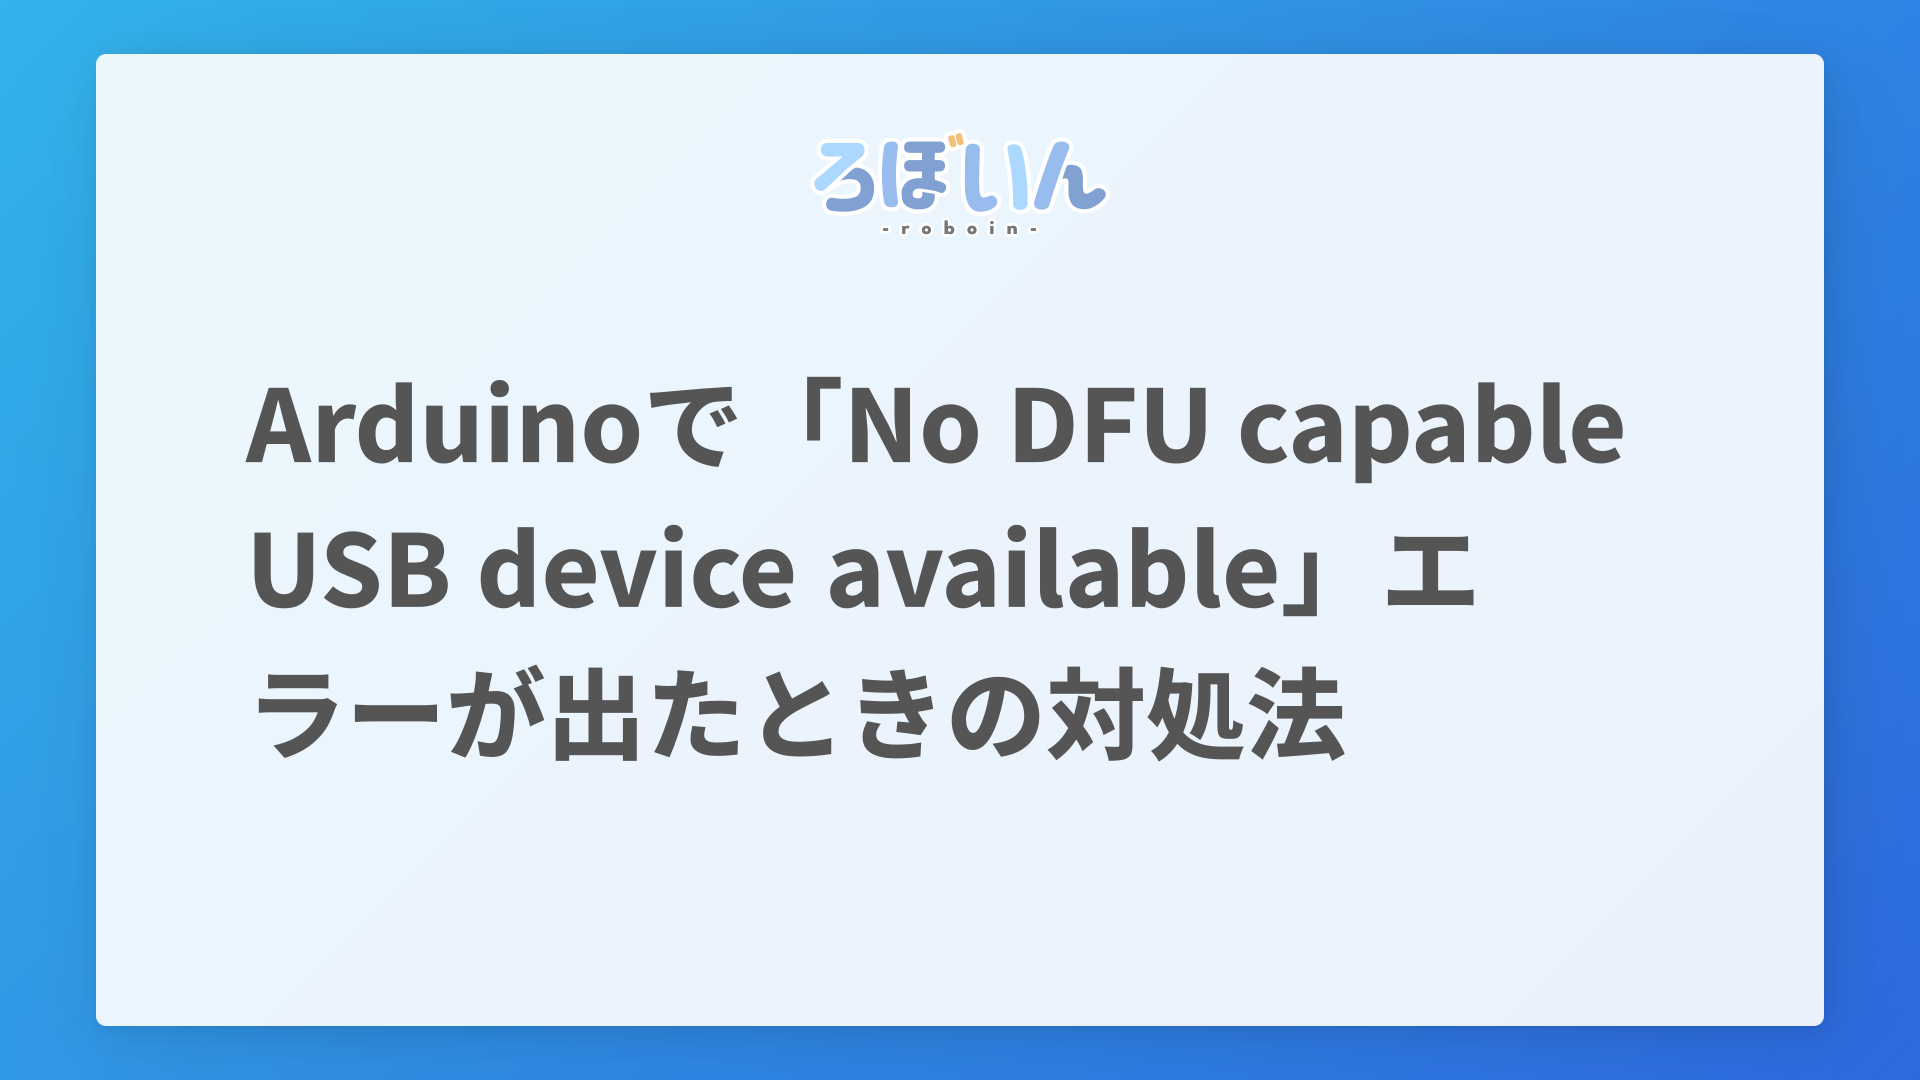 ろぼいん
-roboin-
Arduinoで「No DFU capable
USB device available」エ
ラーが出たときの対処法